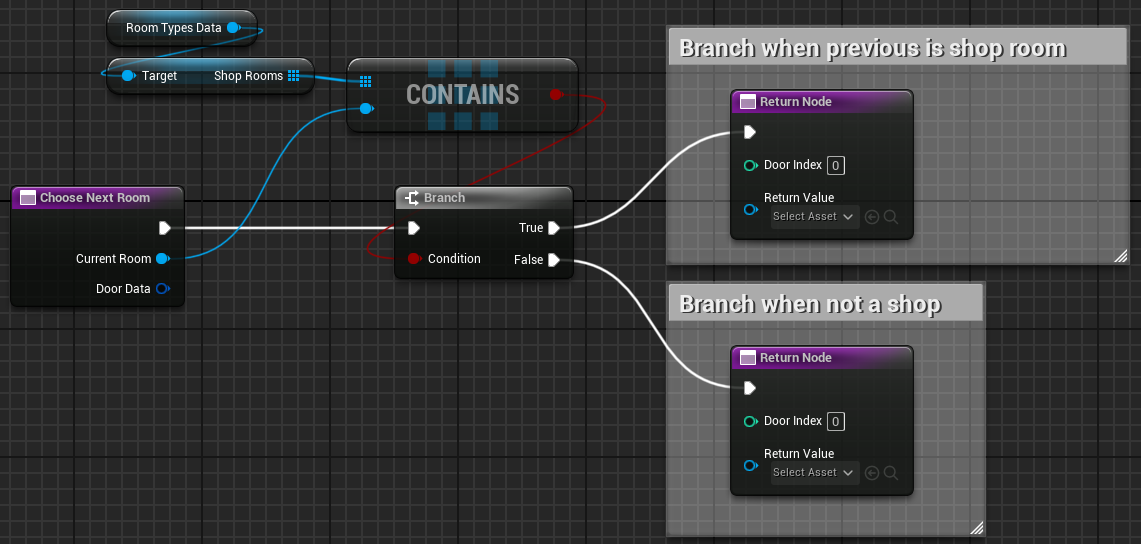 Room Types Data
Target Shop Rooms
CONTAINS
Choose Next Room
Current Room
Door Data
Branch
True
Condition False
Branch when previous is shop room
Return Node
Door Index 0
Return Value
Select Asset
Branch when not a shop
Return Node
Door Index 0
Return Value
Select Asset